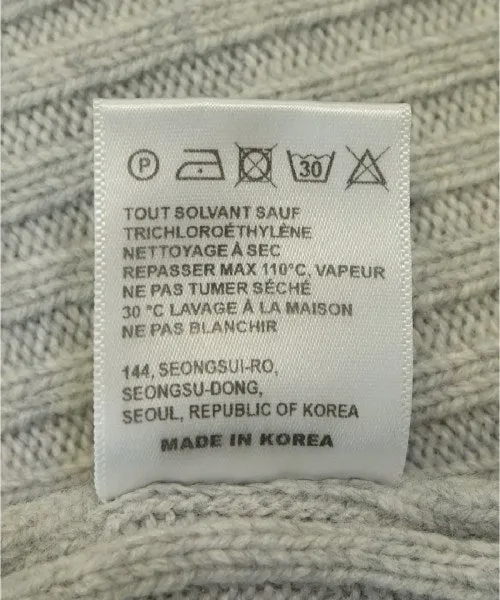 P 30
TOUT SOLVANT SAUF
TRICHLOROÉTHYLÈNE
NETTOYAGE À SEC
REPASSER MAX 110°C, VAPEUR
NE PAS TUMER SÉCHÉ
30 °C LAVAGE À LA MAISON
NE PAS BLANCHIR
144, SEONGSUI-RO,
SEONGSU-DONG,
SEOUL, REPUBLIC OF KOREA
MADE IN KOREA